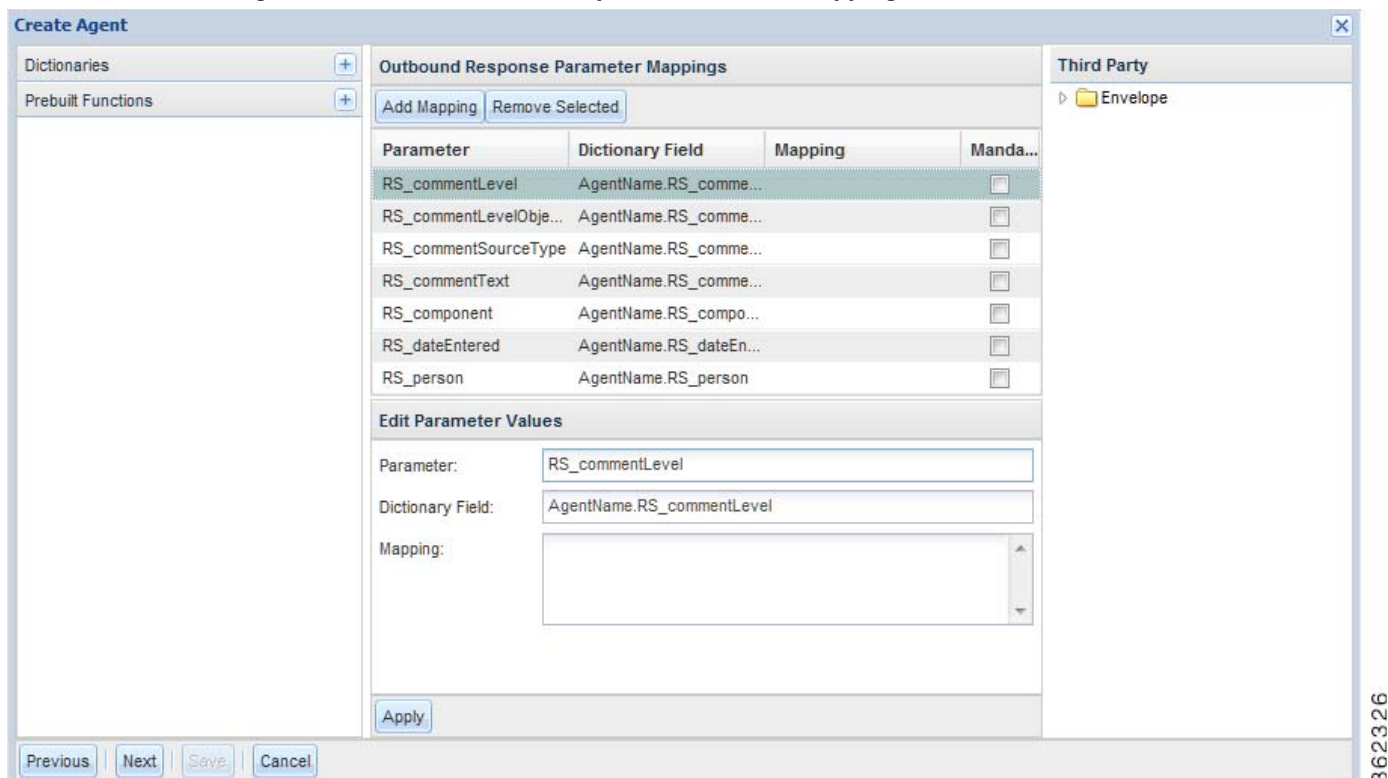 Create Agent
Dictionaries
Prebuilt Functions
Outbound Response Parameter Mappings
Add Mapping Remove Selected
Parameter Dictionary Field Mapping Manda...
RS_commentLevel AgentName.RS_comme...
RS_commentLevelObje... AgentName.RS_comme...
RS_commentSourceType AgentName.RS_comme...
RS_commentText AgentName.RS_comme...
RS_component AgentName.RS_compo...
RS_dateEntered AgentName.RS_dateEn...
RS_person AgentName.RS_person
Edit Parameter Values
Parameter: RS_commentLevel
Dictionary Field: AgentName.RS_commentLevel
Mapping:
Apply
Third Party
Envelope
Previous Next Save Cancel
362326